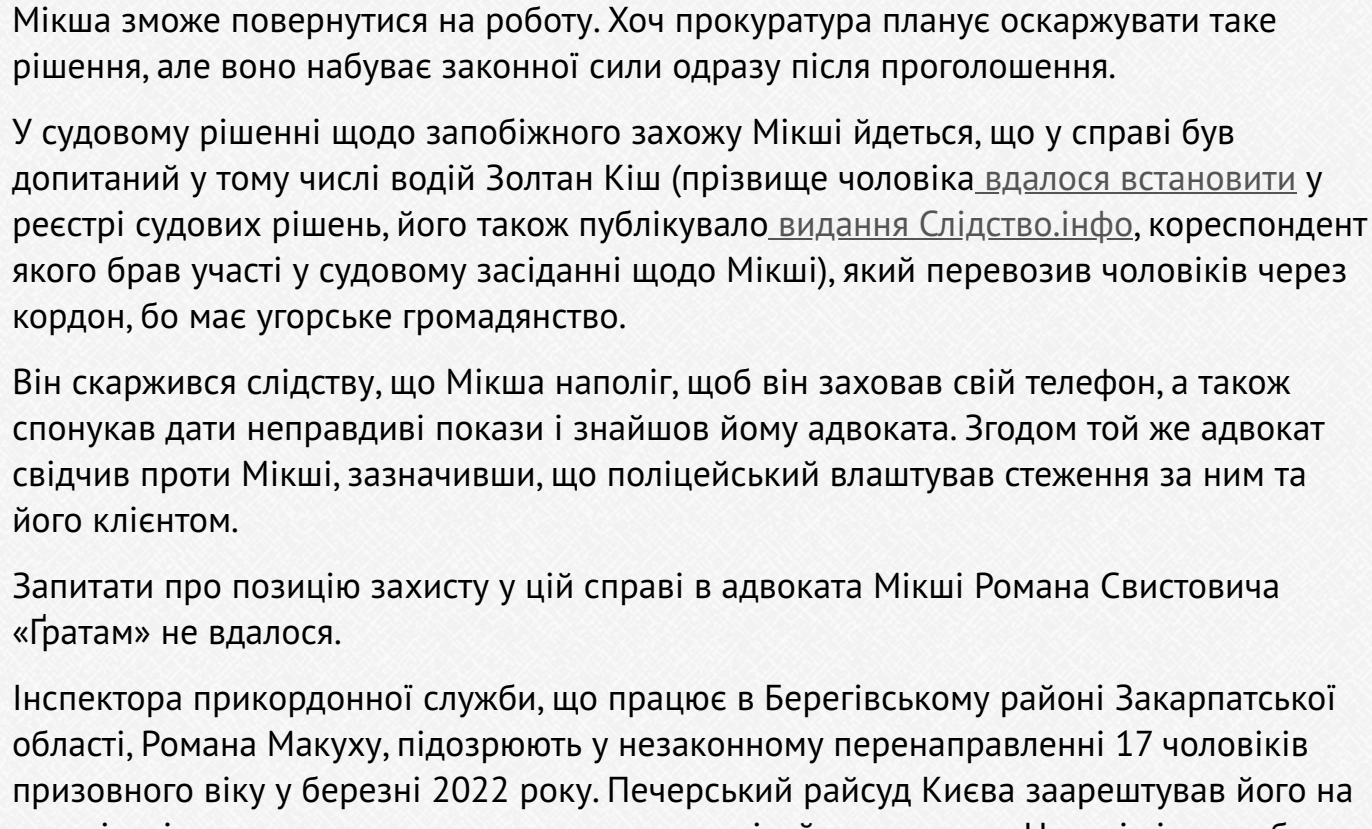 Мікша зможе повернутися на роботу. Хоч прокуратура планує оскаржувати таке
рішення, але воно набуває законної сили одразу після проголошення.
У судовому рішенні щодо запобіжного захожу Мікші йдеться, що у справі був
допитаний у тому числі водій Золтан Кіш (прізвище чоловіка вдалося встановити у
реєстрі судових рішень, його також публікувало видання Слідство.інфо, кореспондент
якого брав участі у судовому засіданні щодо Мікші), який перевозив чоловіків через
кордон, бо має угорське громадянство.
Він скаржився слідству, що Мікша наполіг, щоб він заховав свій телефон, а також
спонукав дати неправдиві покази і знайшов йому адвоката. Згодом той же адвокат
свідчив проти Мікші, зазначивши, що поліцейський влаштував стеження за ним та
його клієнтом.
Запитати про позицію захисту у цій справі в адвоката Мікші Романа Свистовича
«Ґратам» не вдалося.
Інспектора прикордонної служби, що працює в Берегівському районі Закарпатської
області, Романа Макуху, підозрюють у незаконному перенаправленні 17 чоловіків
призовного віку у березні 2022 року. Печерський райсуд Києва заарештував його на